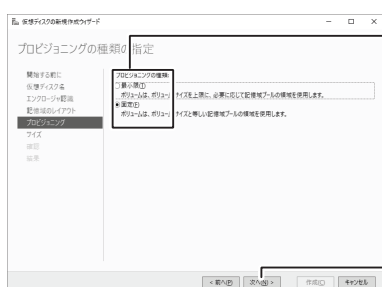 仮想ディスクの新規作成ウィザード
プロビジョニングの種類の指定
開始する前に
仮想ディスク名
エンクロージャ認識
記憶域のレイアウト
プロビジョニング
サイズ
確認
結果
プロビジョニングの種類:
最小限(I)
ボリュームは、ボリューム サイズを上限に、必要に応じて記憶域プールの領域を使用します。
固定(F)
ボリュームは、ボリューム サイズと等しい記憶域プールの領域を使用します。
< 前へ(P)
次へ(N) >
作成(C)
キャンセル